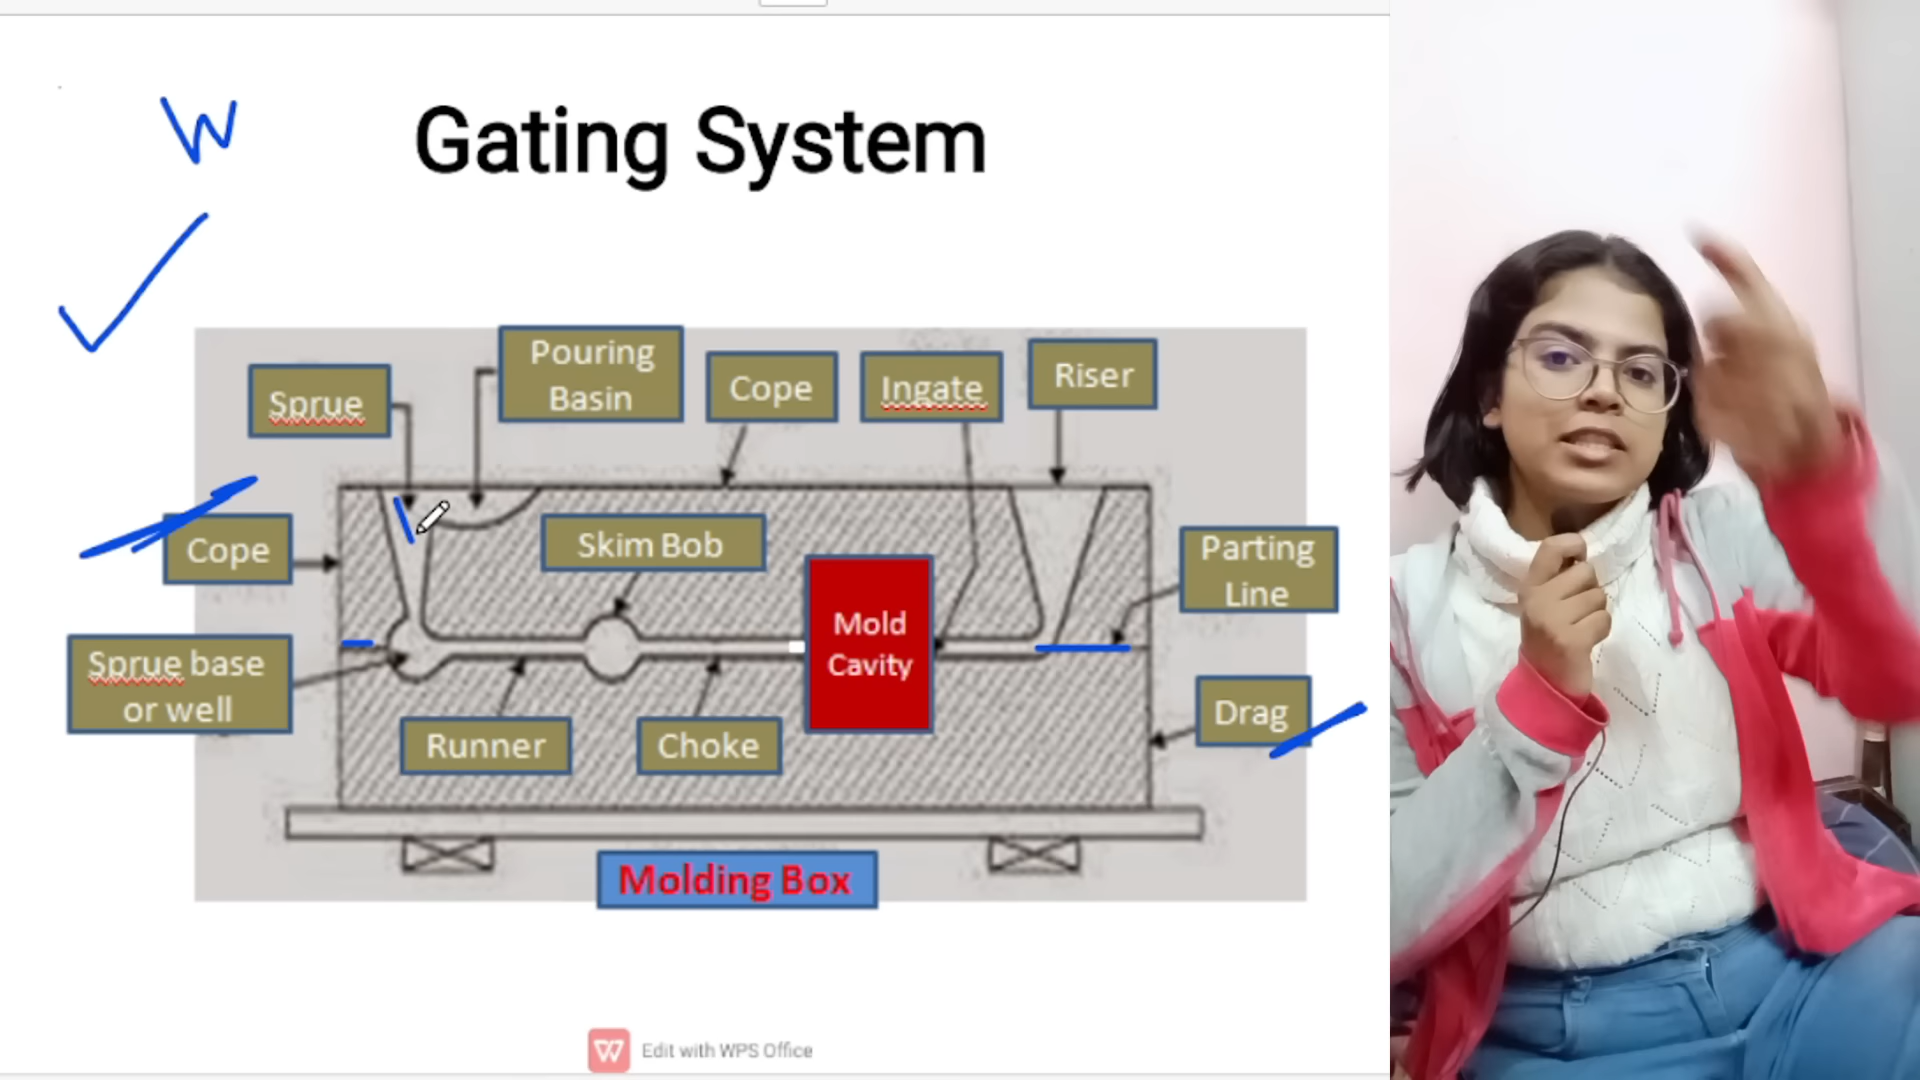 W
Gating System
Sprue
Pouring
Basin
Cope
Ingate
Riser
Cope
Skim Bob
Mold
Cavity
Parting
Line
Sprue base
or well
Runner
Choke
Drag
Molding Box
Edit with WPS Office